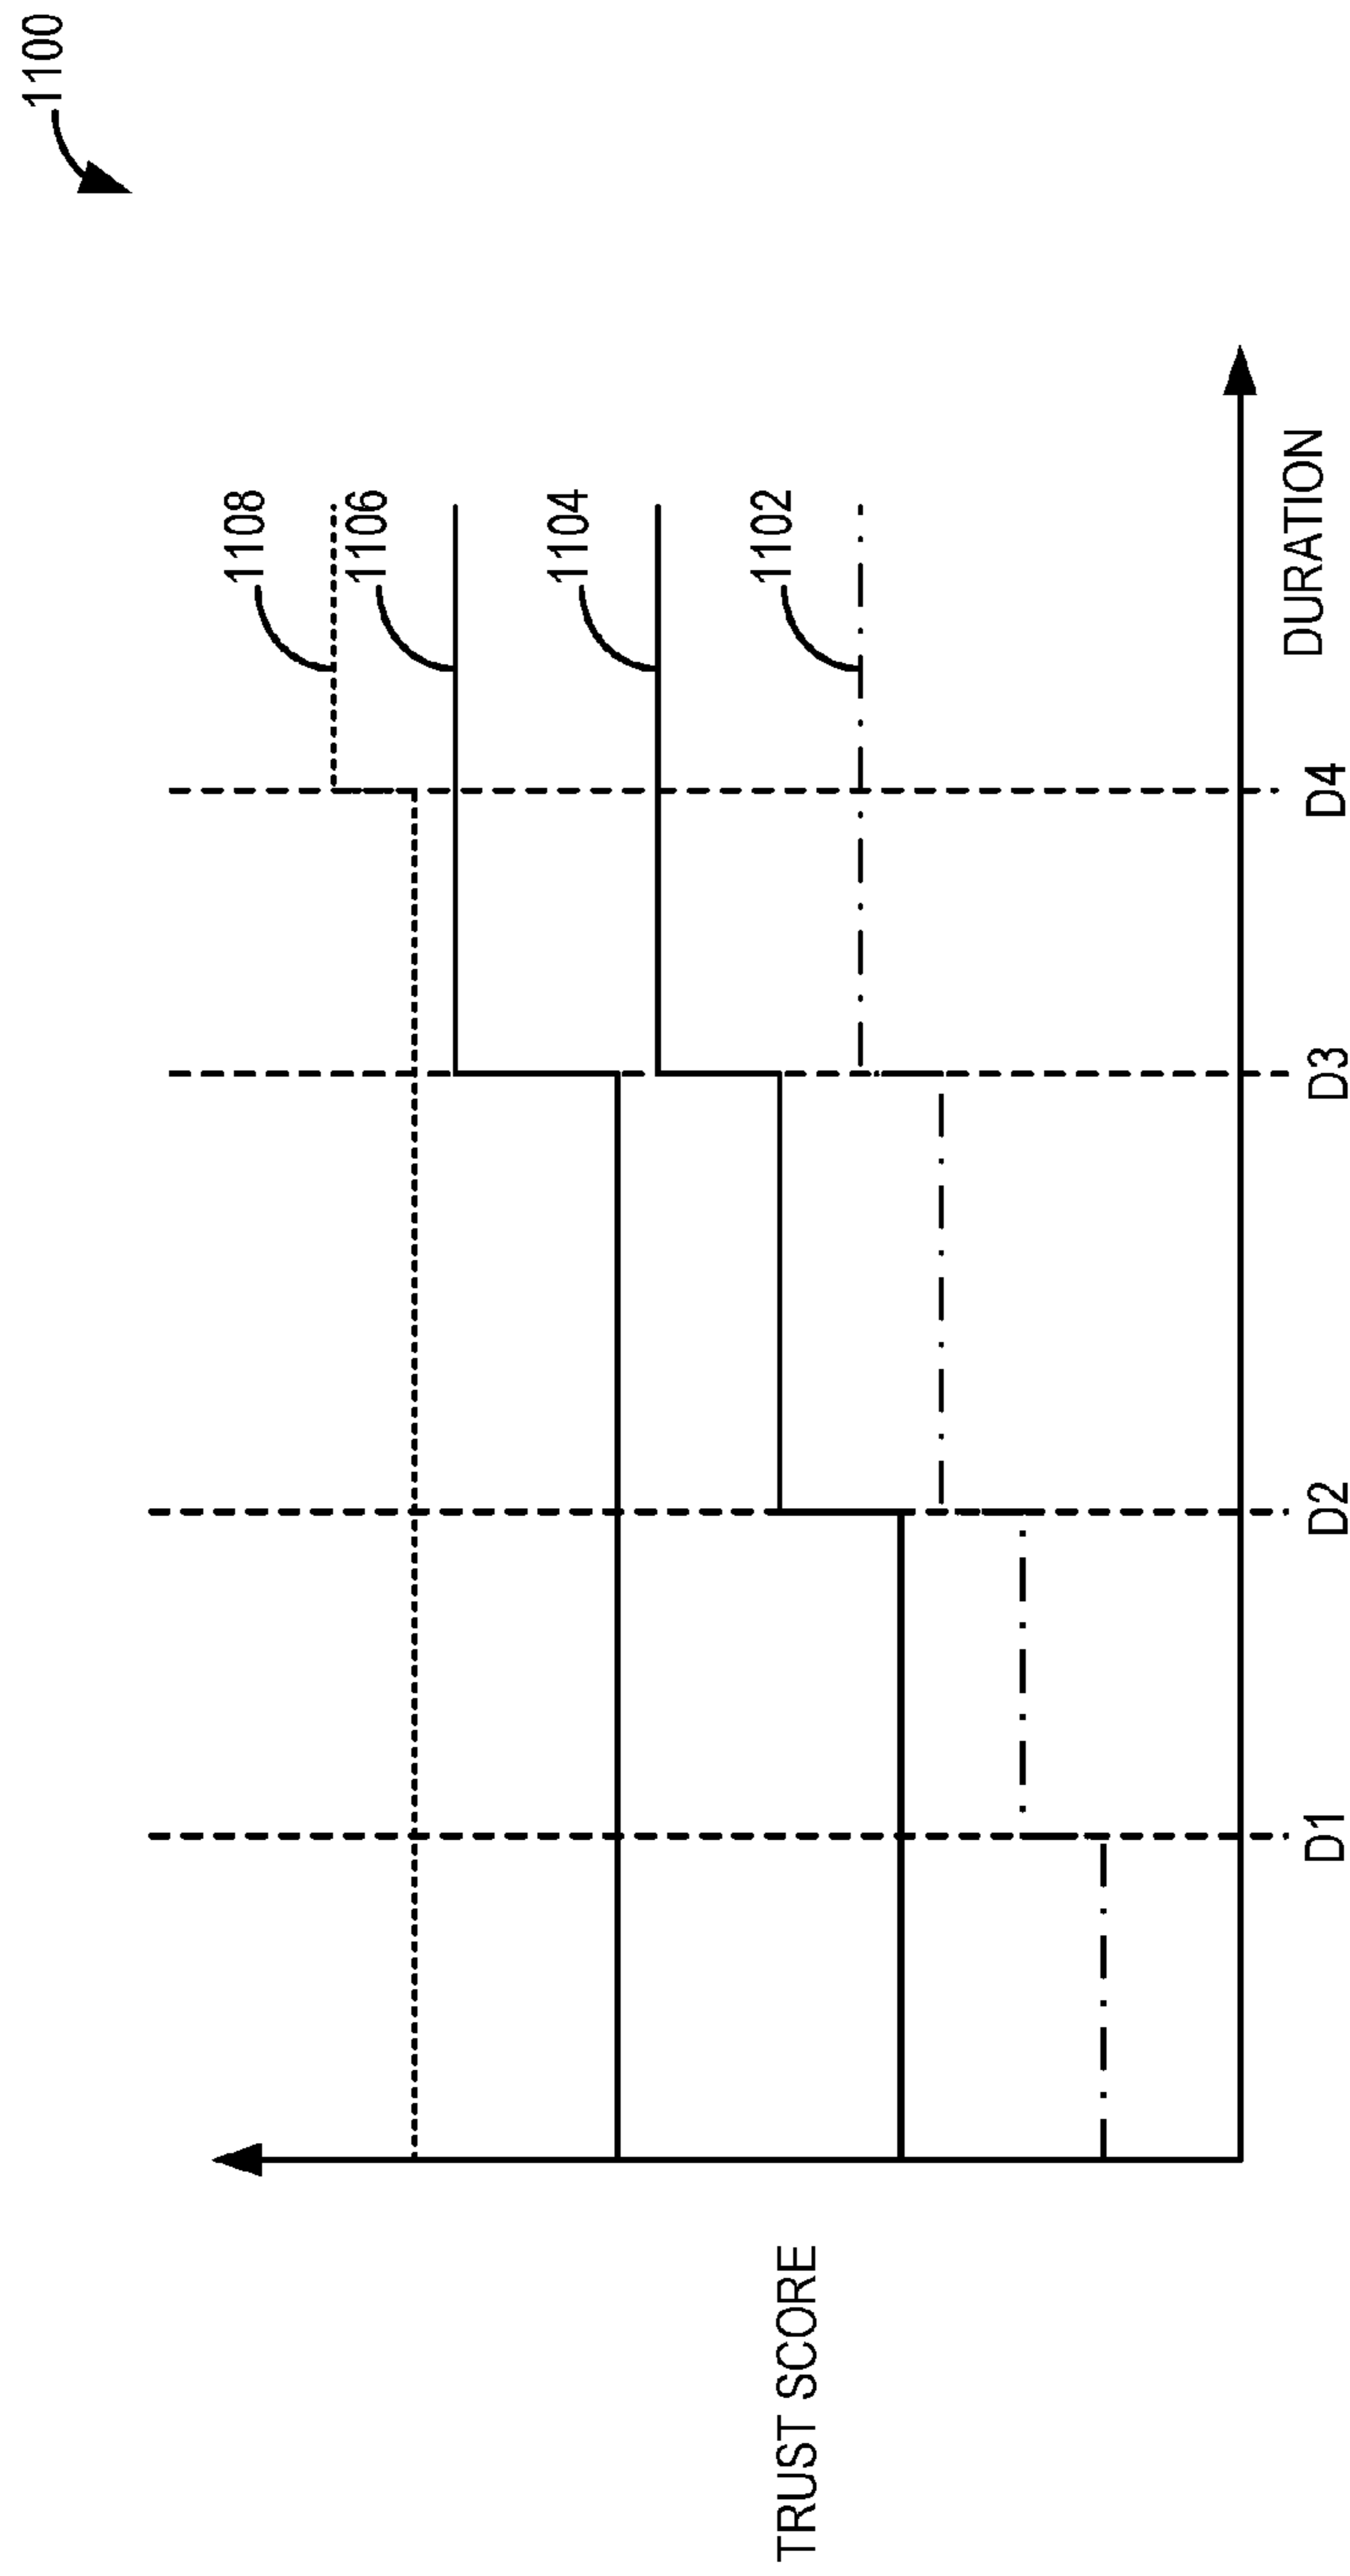 1100
1108
1106
1104
1102
TRUST SCORE
D1
D2
D3
D4
DURATION